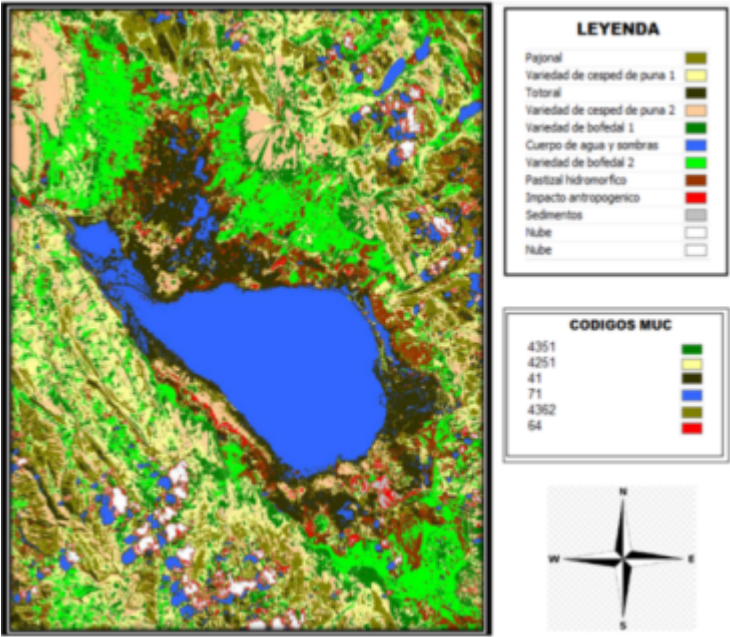 LEYENDA
Pajonal
Variedad de cesped de puna 1
Totoral
Variedad de cesped de puna 2
Variedad de bofedal 1
Cuerpo de agua y sombras
Variedad de bofedal 2
Pastizal hidromorfico
Impacto antropogenico
Sedimentos
Nube
Nube
CODIGOS MUC
4351
4251
41
71
4362
64
N
W
E
S